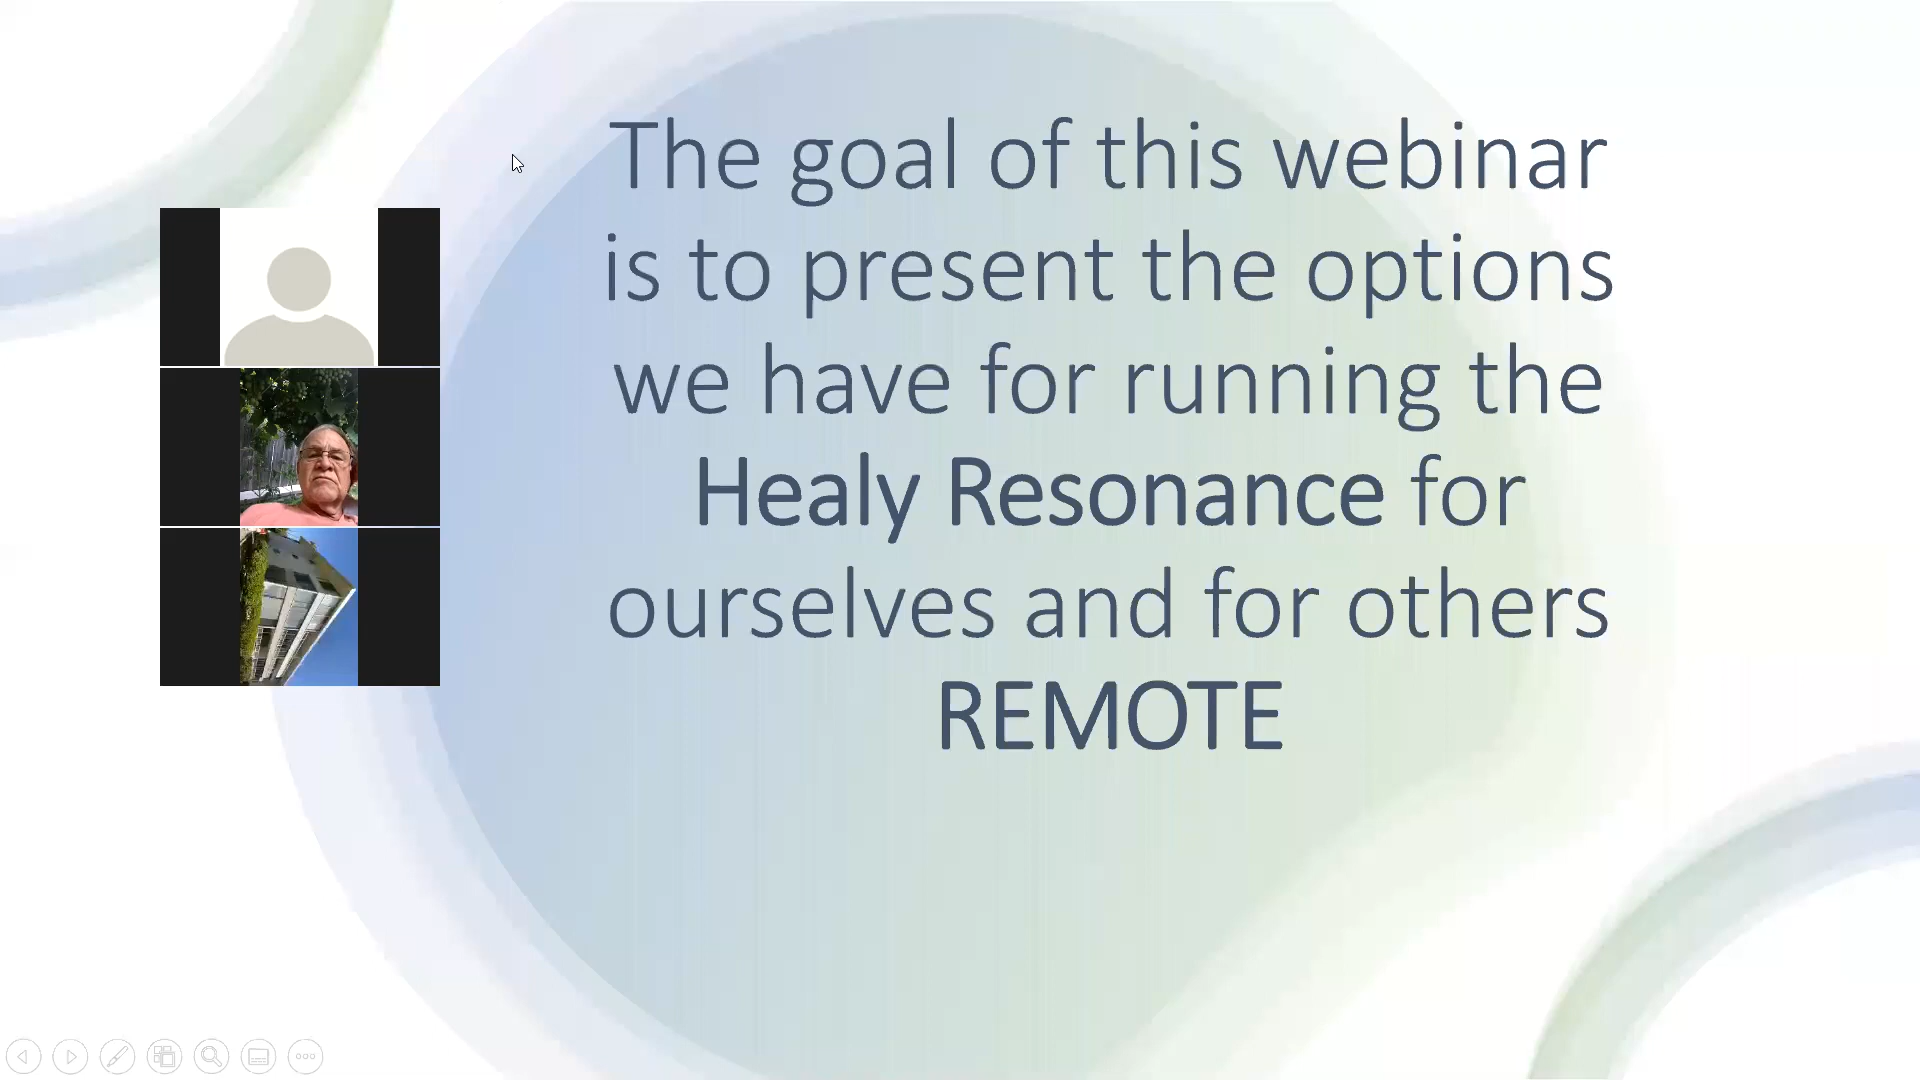 The goal of this webinar
is to present the options
we have for running the
Healy Resonance for
ourselves and for others
REMOTE